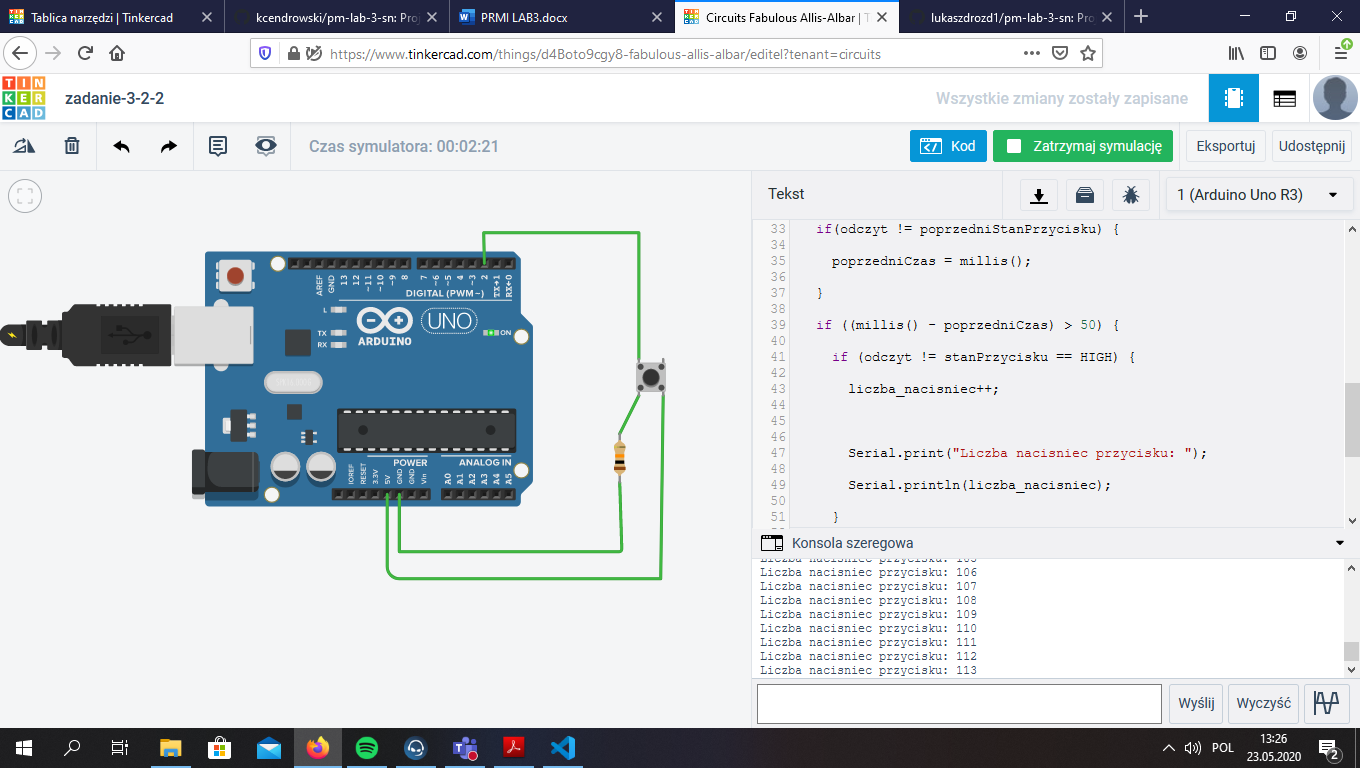 Tablica narzędzi | Tinkercad
kcendrowski/pm-lab-3-sn: Proj
PRMI LAB3.docx
Circuits Fabulous Allis-Albar | T
lukaszdrozd1/pm-lab-3-sn: Pro
https://www.tinkercad.com/things/d4Boto9cgy8-fabulous-allis-albar/editel?tenant=circuits
TIN
KER
CAD
zadanie-3-2-2
Wszystkie zmiany zostały zapisane
Czas symulatora: 00:02:21
Kod
Zatrzymaj symulację
Eksportuj
Udostępnij
Tekst
1 (Arduino Uno R3)
33 if(odczyt != poprzedniStanPrzycisku) {
34
35 poprzedniCzas = millis();
36
37 }
38
39 if ((millis() - poprzedniCzas) > 50) {
40
41 if (odczyt != stanPrzycisku == HIGH) {
42
43 liczba_nacisniec++;
44
45
46
47 Serial.print("Liczba nacisniec przycisku: ");
48
49 Serial.println(liczba_nacisniec);
50
51 }
AREF
GND
13
12
~11
~10
~9
8
7
~6
~5
4
~3
2
TX→1
RX←0
DIGITAL (PWM~)
L
TX
RX
UNO
ON
ARDUINO
POWER
ANALOG IN
IOREF
RESET
3.3V
5V
GND
GND
Vin
A0
A1
A2
A3
A4
A5
Konsola szeregowa
Liczba nacisniec przycisku: 105
Liczba nacisniec przycisku: 106
Liczba nacisniec przycisku: 107
Liczba nacisniec przycisku: 108
Liczba nacisniec przycisku: 109
Liczba nacisniec przycisku: 110
Liczba nacisniec przycisku: 111
Liczba nacisniec przycisku: 112
Liczba nacisniec przycisku: 113
Wyślij
Wyczyść
POL
13:26
23.05.2020
2